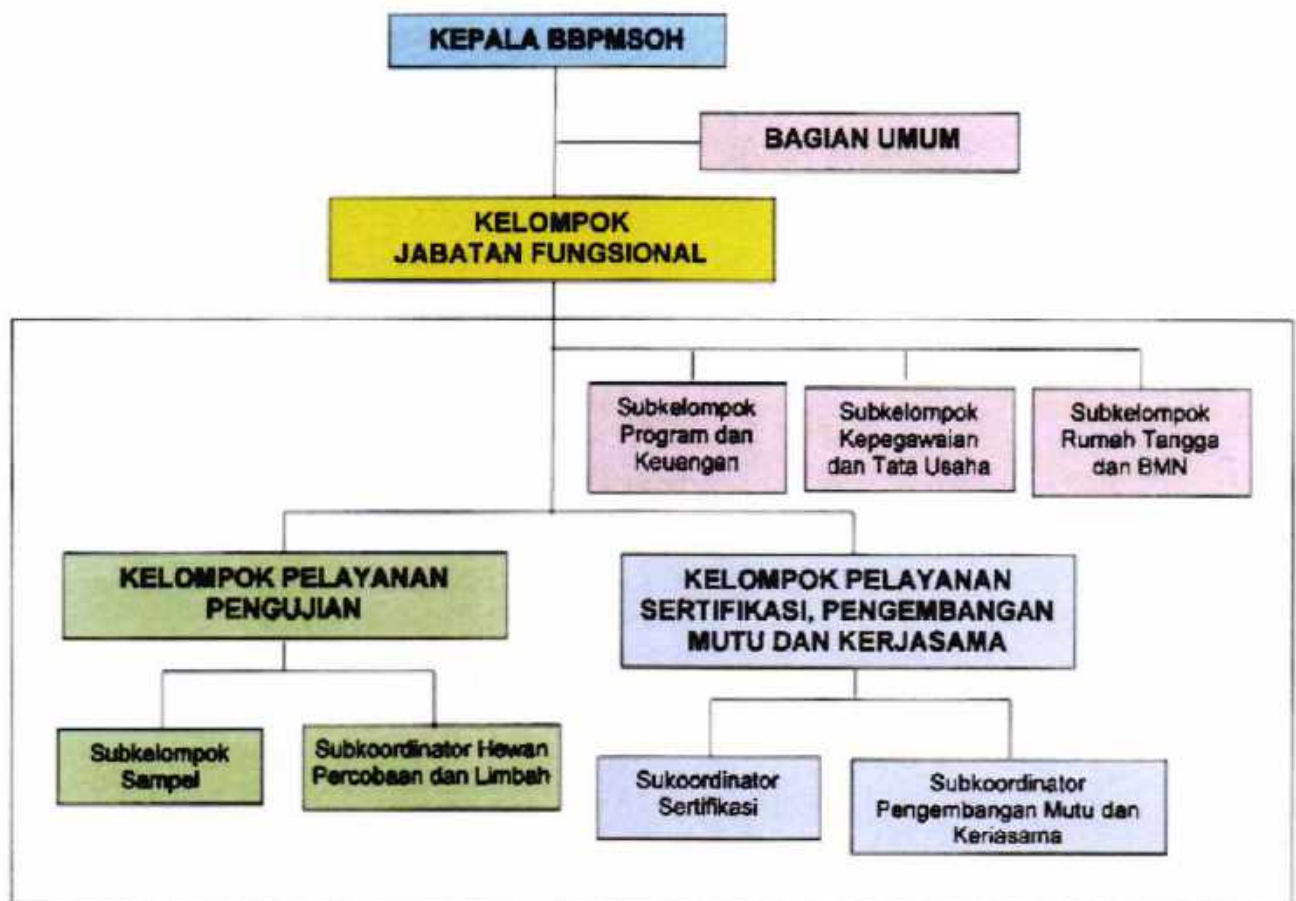 KEPALA BBPMSOH
BAGIAN UMUM
KELOMPOK
JABATAN FUNGSIONAL
Subkelompok
Program dan
Keuangan
Subkelompok
Kepegawaian
dan Tata Usaha
Subkelompok
Rumah Tangga
dan BMN
KELOMPOK PELAYANAN
PENGUJIAN
KELOMPOK PELAYANAN
SERTIFIKASI, PENGEMBANGAN
MUTU DAN KERJASAMA
Subkelompok
Sampel
Subkoordinator Hewan
Percobaan dan Limbah
Sukoordinator
Sertifikasi
Subkoordinator
Pengembangan Mutu dan
Kerjasama